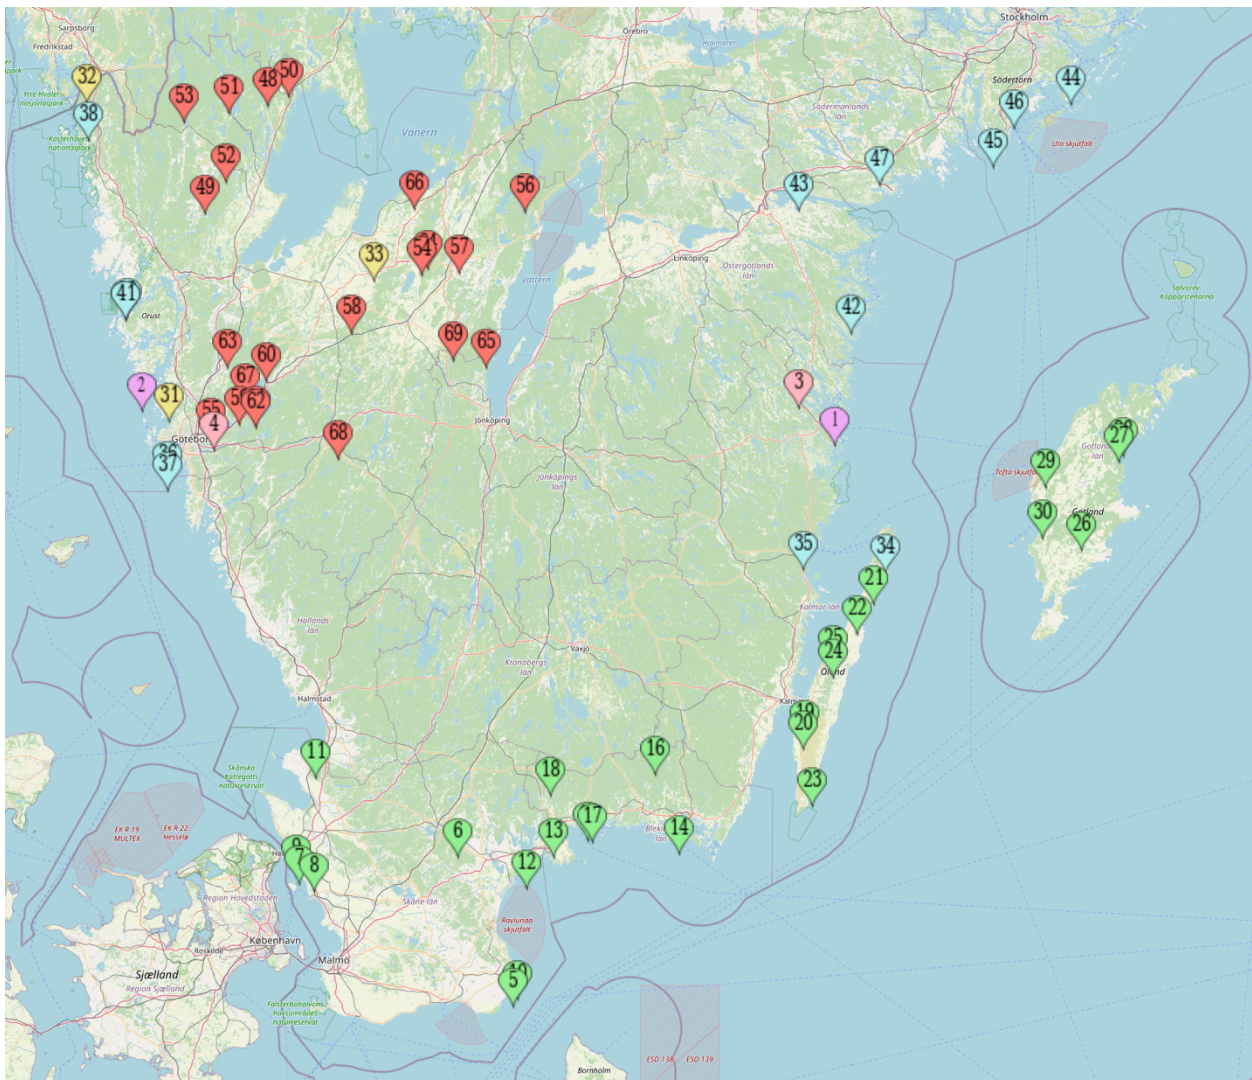 Sarpsborg
Fredrikstad
Ytre Hvaler
nasjonalpark
Kosterhavets
nationalpark
Örebro
Hjälmaren
Stockholm
Södertörn
Södermanlands
län
Utö skjutfält
Vänern
Vättern
Linköping
Östergötlands
län
Salvorev-
Kopparstenarna
Orust
Göteborg
Jönköping
Jönköpings
län
Gotlands
län
Tofta skjutfält
Gotland
Kalmar län
Öland
Kalmar
Hallands
län
Kronobergs
län
Växjö
Halmstad
Skånska
Kattegatts
naturreservat
EK R 19
MULTEX
EK R 22
Hesselø
Region Hovedstaden
København
Roskilde
Sjælland
Region Sjælland
Malmö
Skåne län
Ravlunda
skjutfält
Falsterbohalvöns
havsområdes
naturreservat
Bornholm
ESD 138
ESD 139
32
38
53
51
48
50
52
49
66
56
54
57
33
58
41
63
60
67
62
55
4
2
31
36
37
69
65
68
44
46
45
47
43
42
3
1
27
29
30
26
35
34
21
22
25
24
19
20
23
16
18
17
13
14
12
6
11
9
7
8
10
5